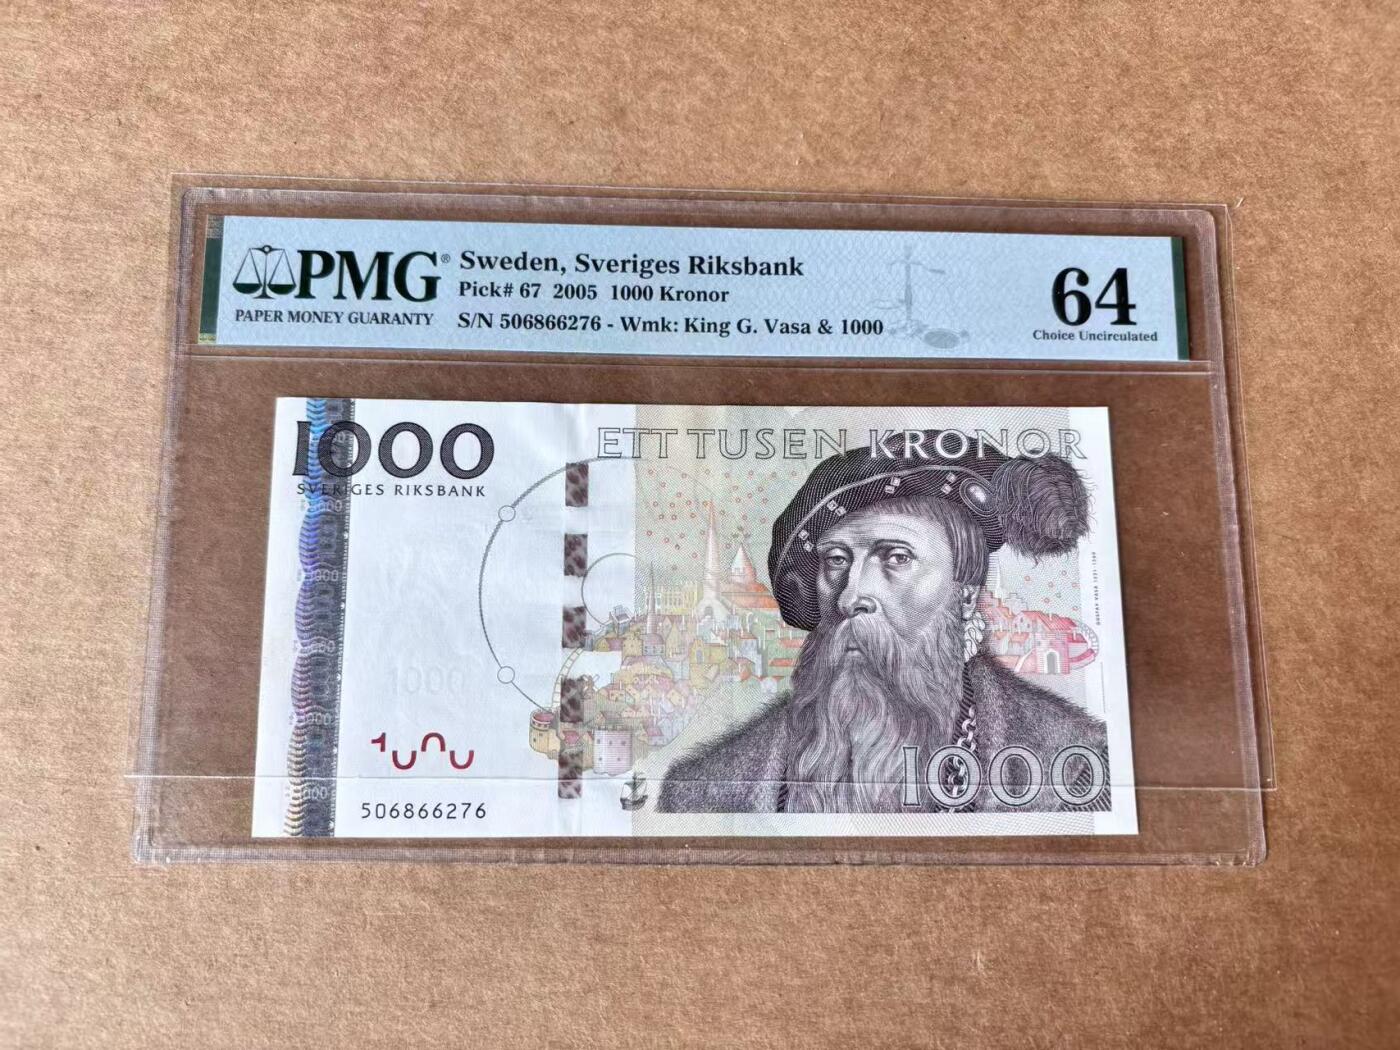 PMG®
PAPER MONEY GUARANTY
Sweden, Sveriges Riksbank
Pick# 67 2005 1000 Kronor
S/N 506866276 - Wmk: King G. Vasa & 1000
64
Choice Uncirculated
1000
SVERIGES RIKSBANK
ETT TUSEN KRONOR
1000
506866276
1000